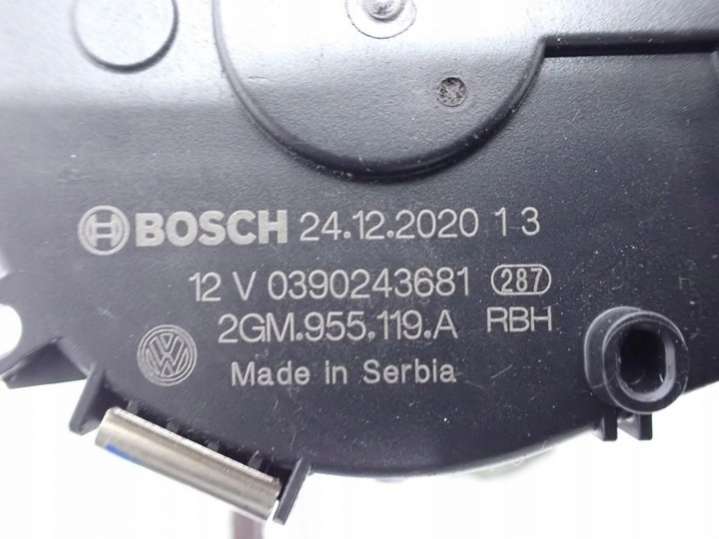 BOSCH 24.12.2020 1 3
12 V 0390243681 287
2GM.955.119.A RBH
Made in Serbia